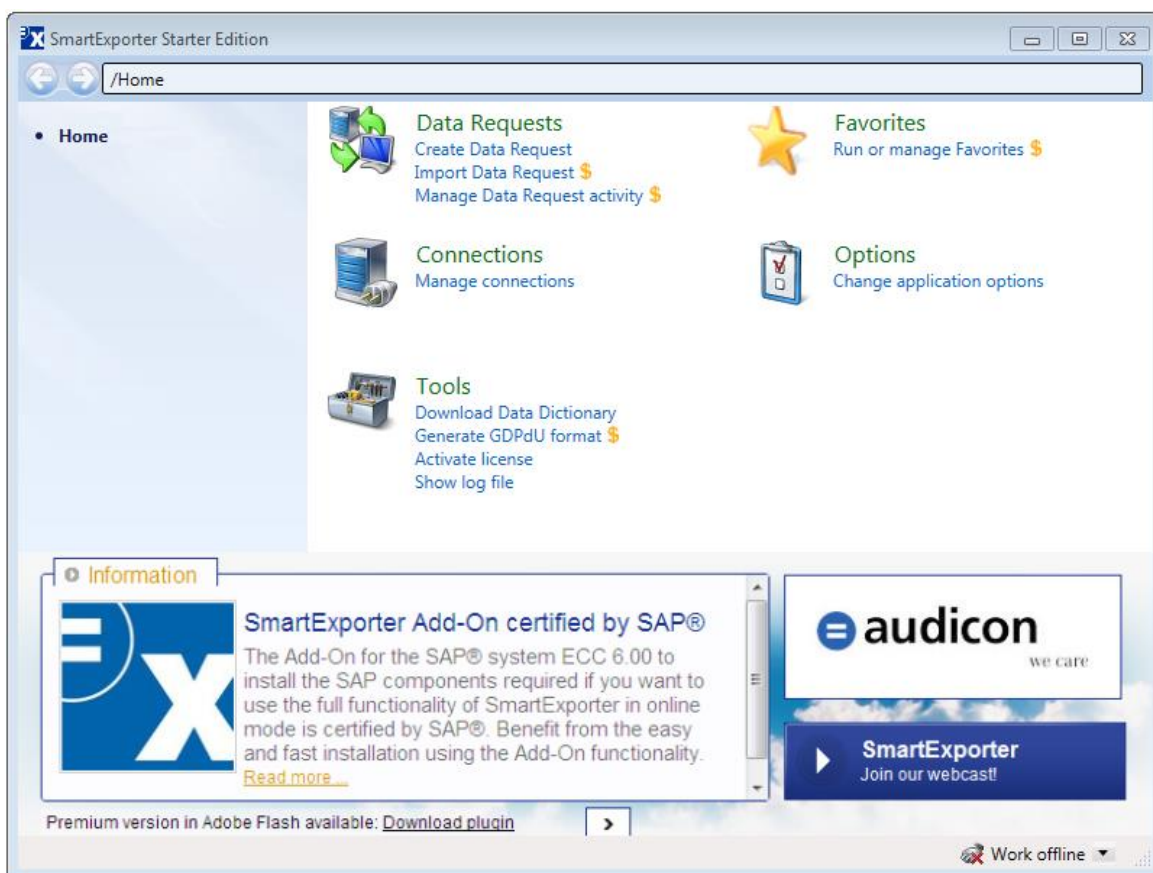 SmartExporter Starter Edition
/Home
• Home
Data Requests
Create Data Request
Import Data Request $
Manage Data Request activity $
Favorites
Run or manage Favorites $
Connections
Manage connections
Options
Change application options
Tools
Download Data Dictionary
Generate GDPdU format $
Activate license
Show log file
Information
SmartExporter Add-On certified by SAP®
The Add-On for the SAP® system ECC 6.00 to
install the SAP components required if you want to
use the full functionality of SmartExporter in online
mode is certified by SAP®. Benefit from the easy
and fast installation using the Add-On functionality.
Read more ...
audicon
we care
SmartExporter
Join our webcast!
Premium version in Adobe Flash available: Download plugin
Work offline